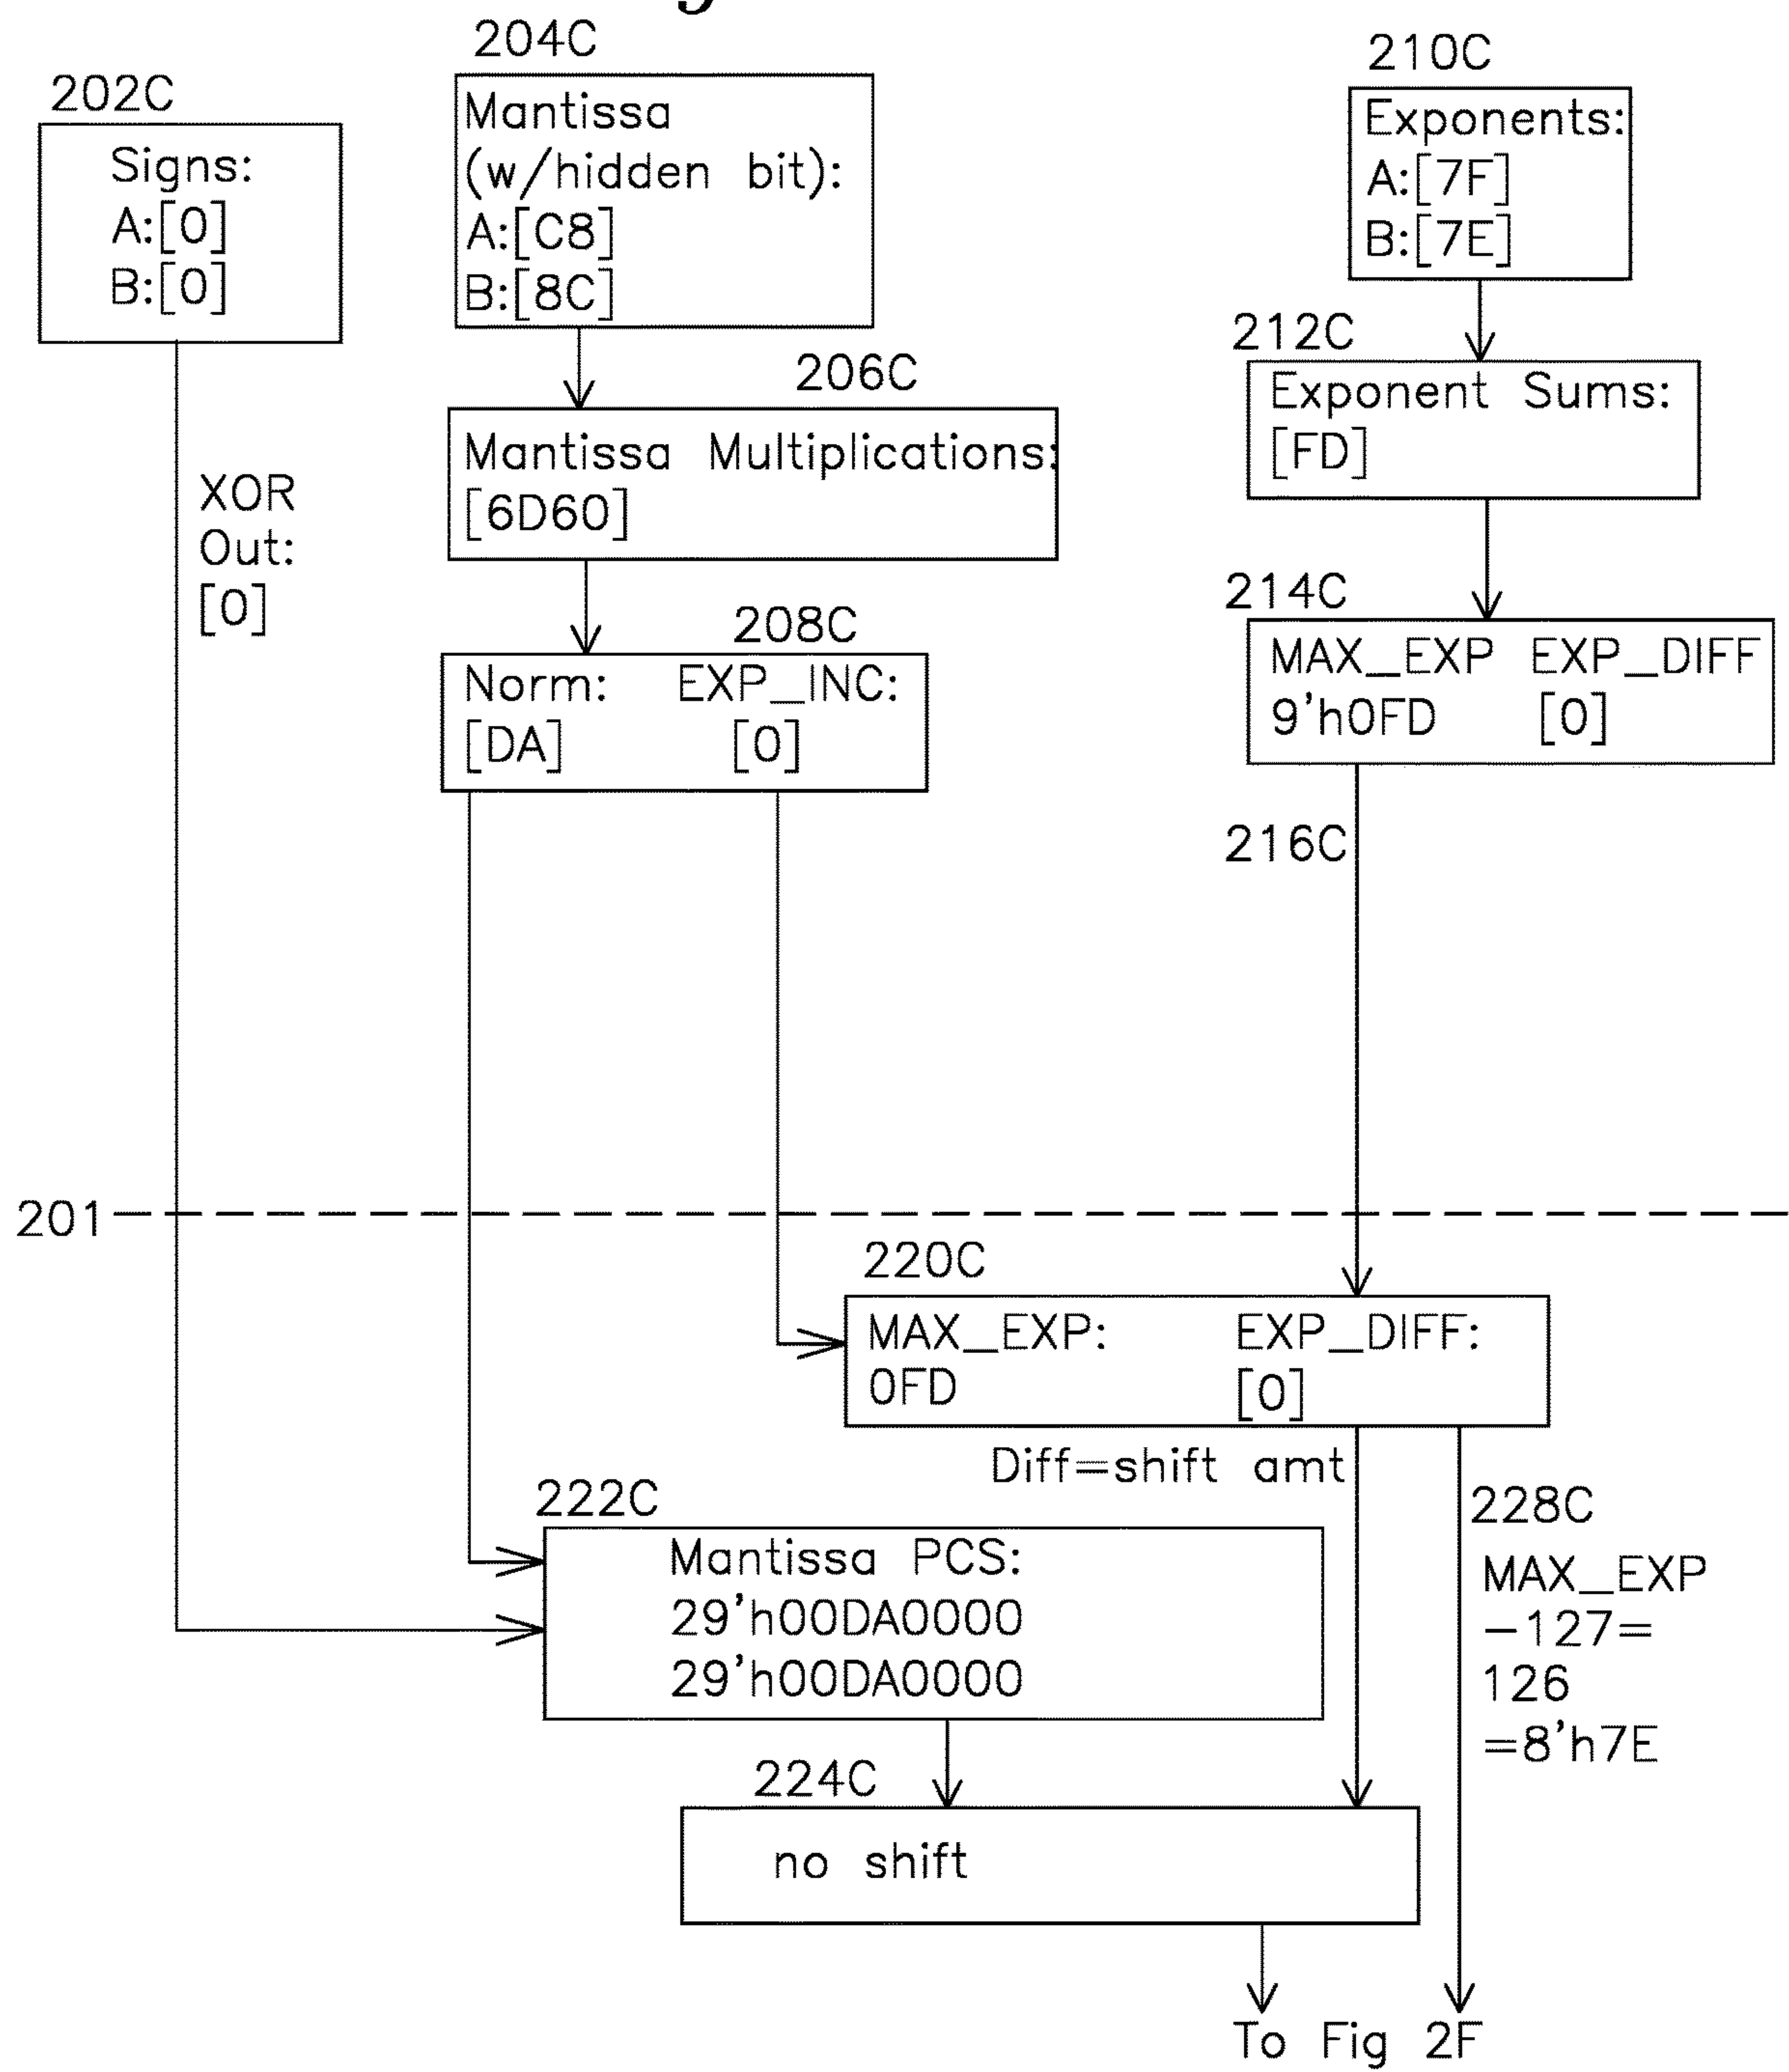 204C
210C
202C
Mantissa
(w/hidden bit):
A:[C8]
B:[8C]
Exponents:
A:[7F]
B:[7E]
Signs:
A:[0]
B:[0]
212C
206C
Exponent Sums:
[FD]
Mantissa Multiplications:
[6D60]
XOR
Out:
[0]
214C
208C
MAX_EXP EXP_DIFF
9'h0FD [0]
Norm: EXP_INC:
[DA] [0]
216C
201
220C
MAX_EXP: EXP_DIFF:
0FD [0]
Diff=shift amt
222C
228C
Mantissa PCS:
29'h00DA0000
29'h00DA0000
MAX_EXP
-127=
126
=8'h7E
224C
no shift
To Fig 2F